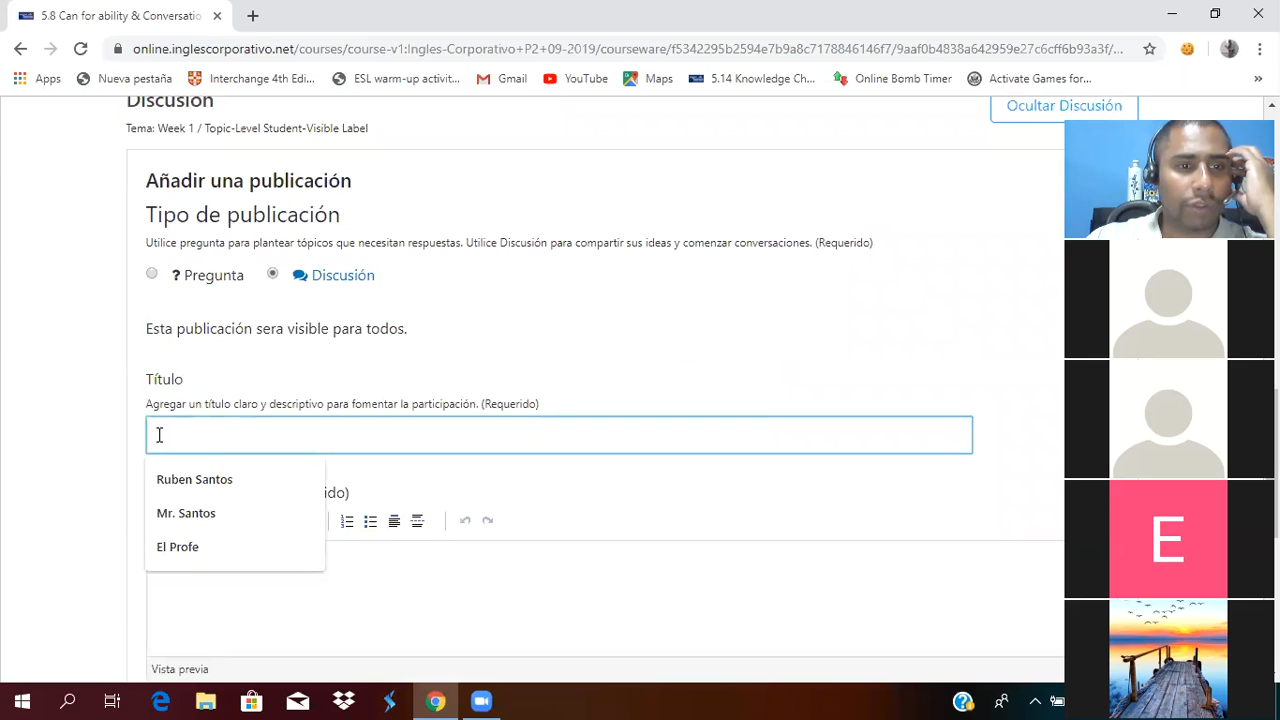 5.8 Can for ability & Conversatio
online.inglescorporativo.net/courses/course-v1:Ingles-Corporativo+P2+09-2019/courseware/f5342295b2594e7b9a8c7178846146f7/9aaf0b4838a642959e27c6cff6b93a3f/...
Apps Nueva pestaña Interchange 4th Edi... ESL warm-up activit... Gmail YouTube Maps 5.14 Knowledge Ch... Online Bomb Timer Activate Games for... »
Discusión
Ocultar Discusión
Tema: Week 1 / Topic-Level Student-Visible Label
Añadir una publicación
Tipo de publicación
Utilice pregunta para plantear tópicos que necesitan respuestas. Utilice Discusión para compartir sus ideas y comenzar conversaciones. (Requerido)
? Pregunta Discusión
Esta publicación sera visible para todos.
Título
Agregar un título claro y descriptivo para fomentar la participación. (Requerido)
Ruben Santos
ido)
Mr. Santos
El Profe
E
Vista previa